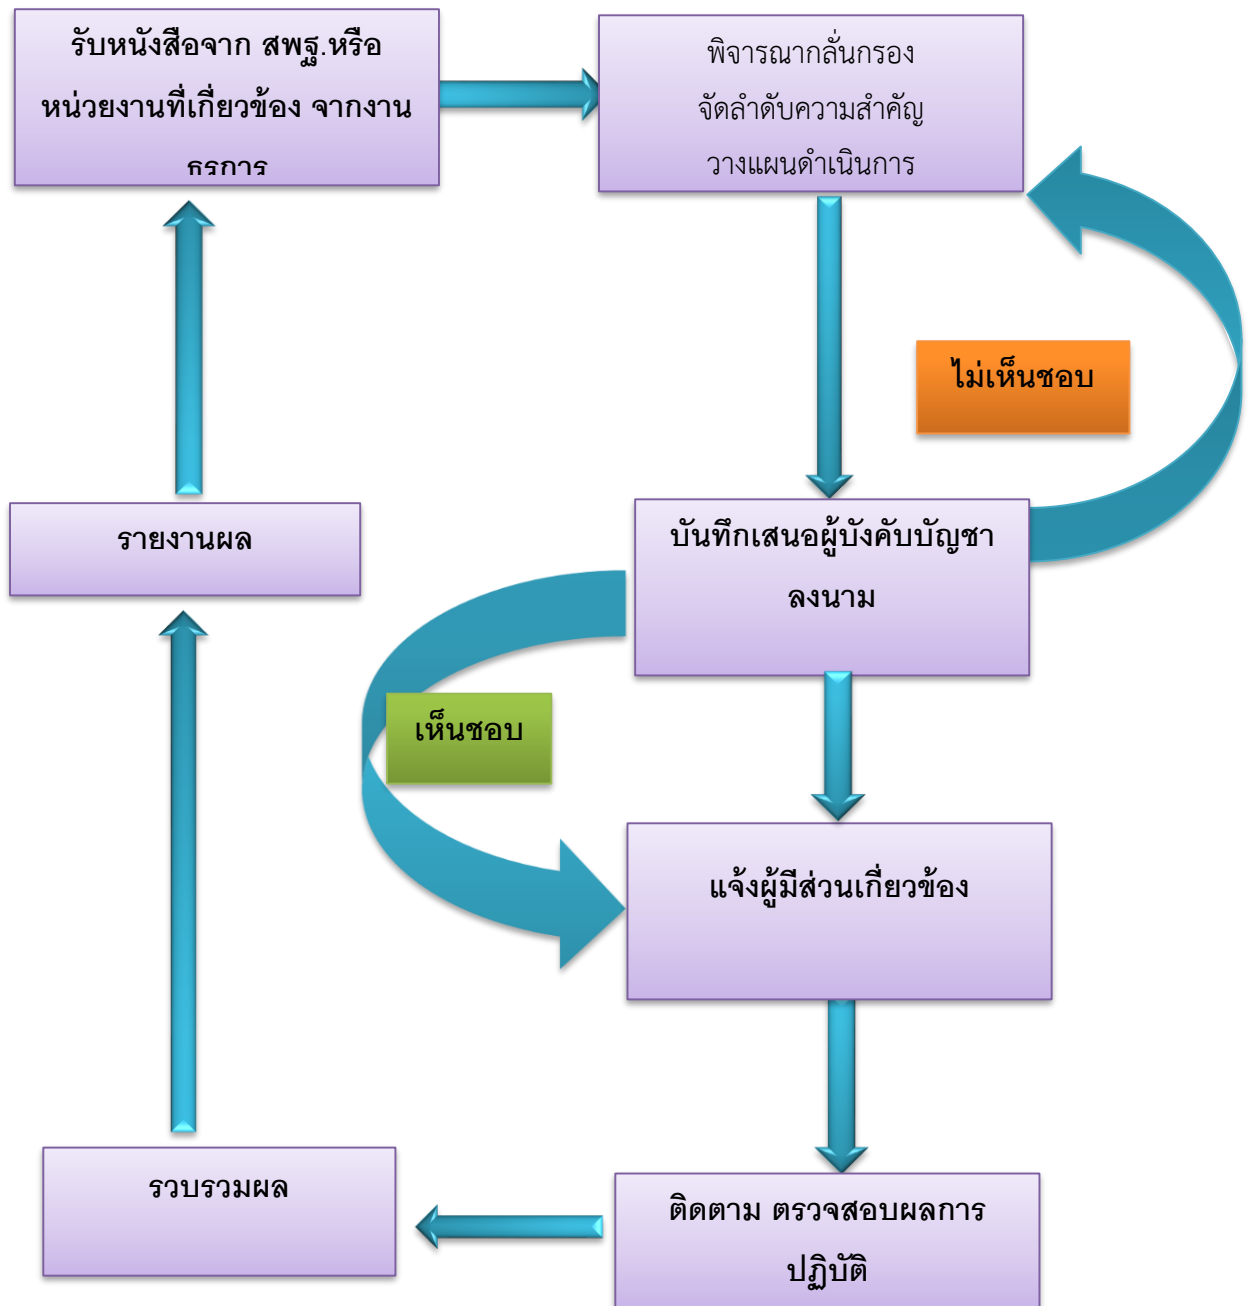 รับหนังสือจาก สพฐ.หรือ
หน่วยงานที่เกี่ยวข้อง จากงาน
ธุรการ
พิจารณากลั่นกรอง
จัดลำดับความสำคัญ
วางแผนดำเนินการ
ไม่เห็นชอบ
บันทึกเสนอผู้บังคับบัญชา
ลงนาม
รายงานผล
เห็นชอบ
แจ้งผู้มีส่วนเกี่ยวข้อง
รวบรวมผล
ติดตาม ตรวจสอบผลการ
ปฏิบัติ